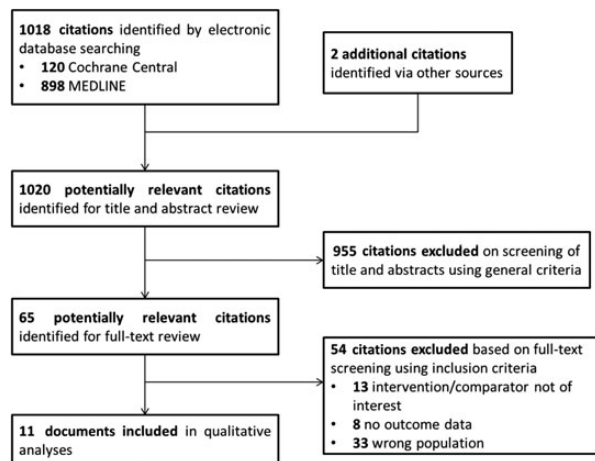 1018 citations identified by electronic
database searching
• 120 Cochrane Central
• 898 MEDLINE
2 additional citations
identified via other sources
1020 potentially relevant citations
identified for title and abstract review
955 citations excluded on screening of
title and abstracts using general criteria
65 potentially relevant citations
identified for full-text review
54 citations excluded based on full-text
screening using inclusion criteria
• 13 intervention/comparator not of
interest
• 8 no outcome data
• 33 wrong population
11 documents included in qualitative
analyses